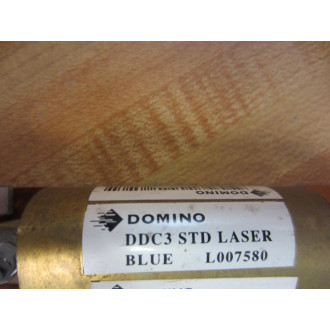 DOMINO
DDC3 STD LASER
BLUE L007580